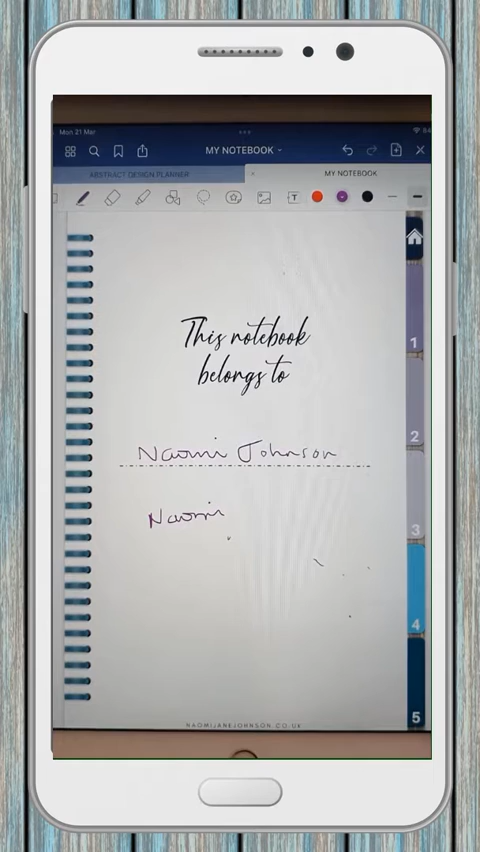 Mon 21 Mar
MY NOTEBOOK
ABSTRACT DESIGN PLANNER
MY NOTEBOOK
T
This notebook
belongs to
1
Naomi Johnson
2
Naomi
3
4
5
NAOMIJANEJOHNSON.CO.UK